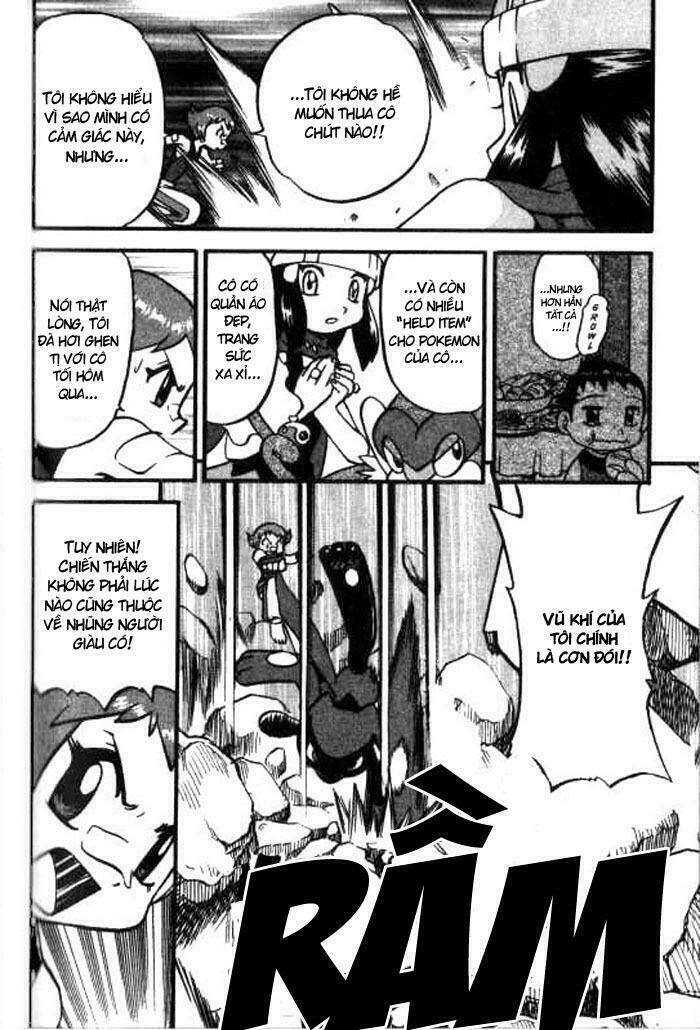 TÔI KHÔNG HIỂU
VÌ SAO MÌNH CÓ
CẢM GIÁC NÀY,
NHƯNG...
...TÔI KHÔNG HỀ
MUỐN THUA CÔ
CHÚT NÀO!!
NÓI THẬT
LÒNG, TÔI
ĐÃ HƠI GHEN
TỊ VỚI CÔ
TỐI HÔM
QUA...
CÔ CÓ
QUẦN ÁO
ĐẸP,
TRANG
SỨC
XA XỈ...
...VÀ CÒN
CÓ NHIỀU
"HELD ITEM"
CHO POKEMON
CỦA CÔ...
...NHƯNG
HƠN HẲN
TẤT CẢ
...!!
GROWL
TUY NHIÊN!
CHIẾN THẮNG
KHÔNG PHẢI LÚC
NÀO CŨNG THUỘC
VỀ NHŨNG NGƯỜI
GIÀU CÓ!
VŨ KHÍ CỦA
TÔI CHÍNH
LÀ CƠN ĐÓI!!
RẦM